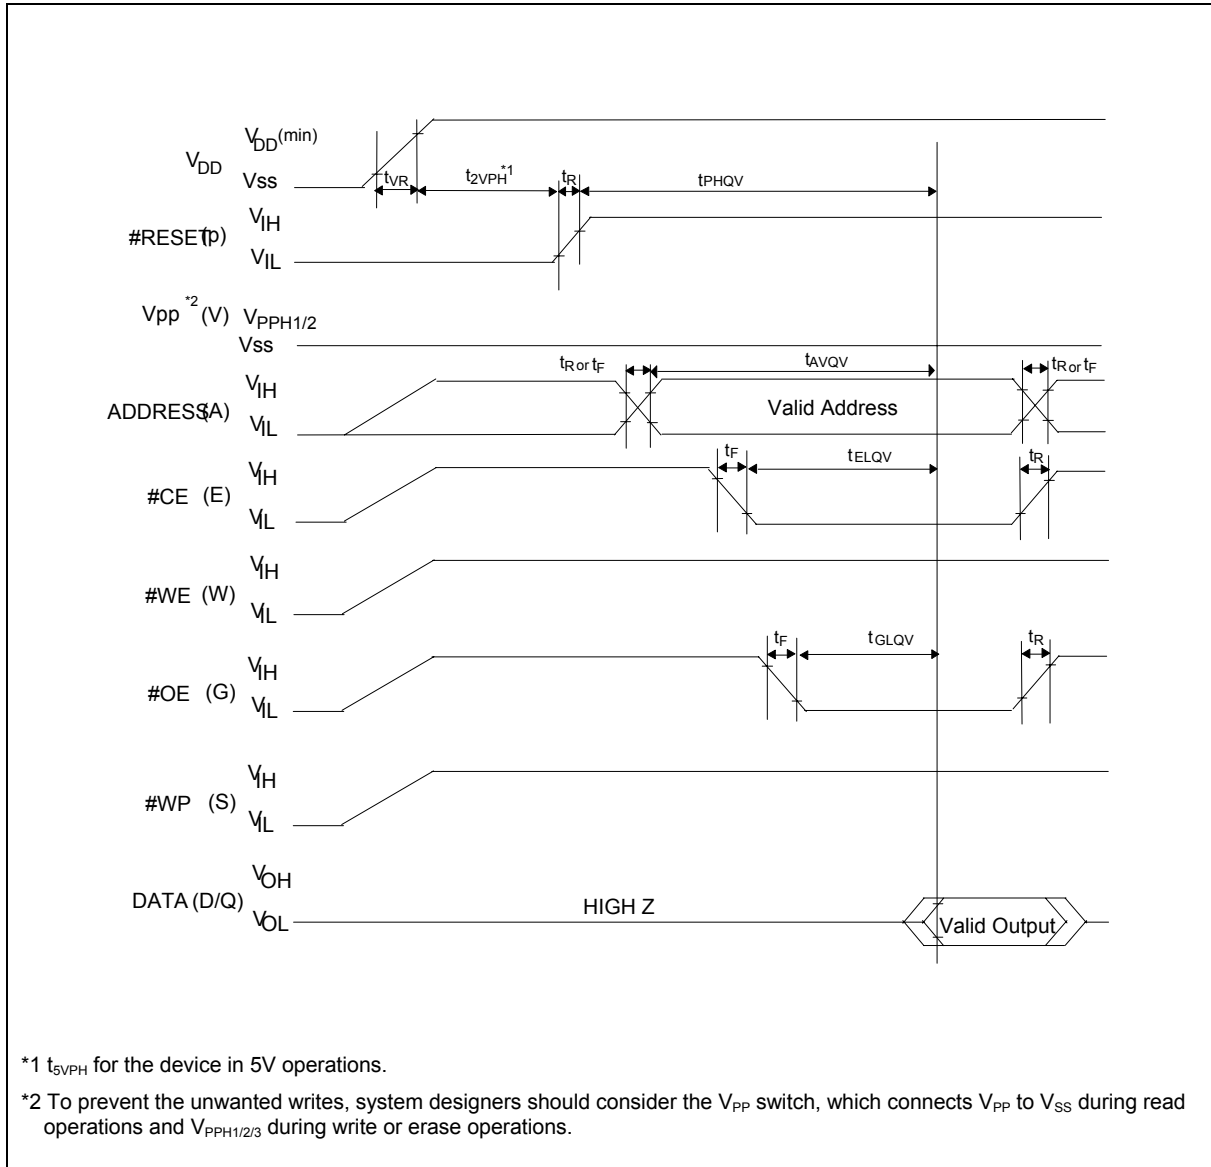 VDD(min)
VDD
Vss
tVR
t2VPH*1
tR
tPHQV
VIH
#RESET(p)
VIL
Vpp*2 (V) VPPH1/2
Vss
tR or tF
tAVQV
tR or tF
VIH
ADDRESS(A)
Valid Address
VIL
tF
tELQV
tR
VIH
#CE (E)
VIL
VIH
#WE (W)
VIL
tF
tGLQV
tR
VIH
#OE (G)
VIL
VIH
#WP (S)
VIL
VOH
DATA (D/Q)
HIGH Z
VOL
Valid Output
*1 t5VPH for the device in 5V operations.
*2 To prevent the unwanted writes, system designers should consider the VPP switch, which connects VPP to VSS during read
operations and VPPH1/2/3 during write or erase operations.